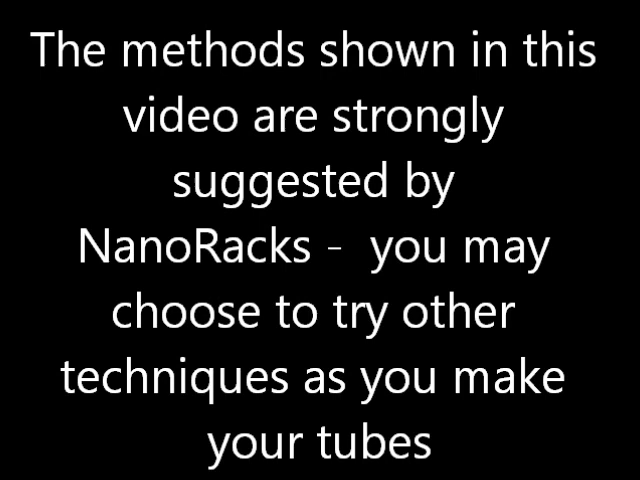 The methods shown in this
video are strongly
suggested by
NanoRacks -  you may
choose to try other
techniques as you make
your tubes